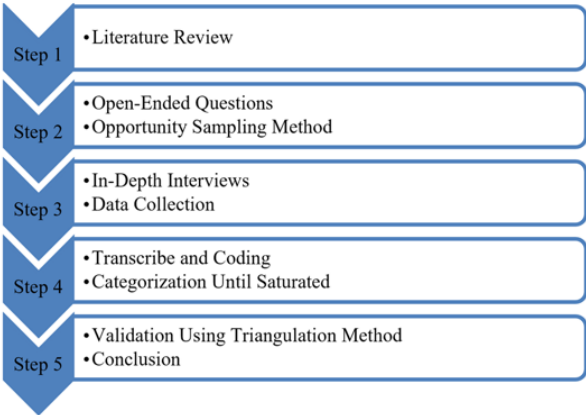 Step 1
•Literature Review
Step 2
•Open-Ended Questions
•Opportunity Sampling Method
Step 3
•In-Depth Interviews
•Data Collection
Step 4
•Transcribe and Coding
•Categorization Until Saturated
Step 5
•Validation Using Triangulation Method
•Conclusion